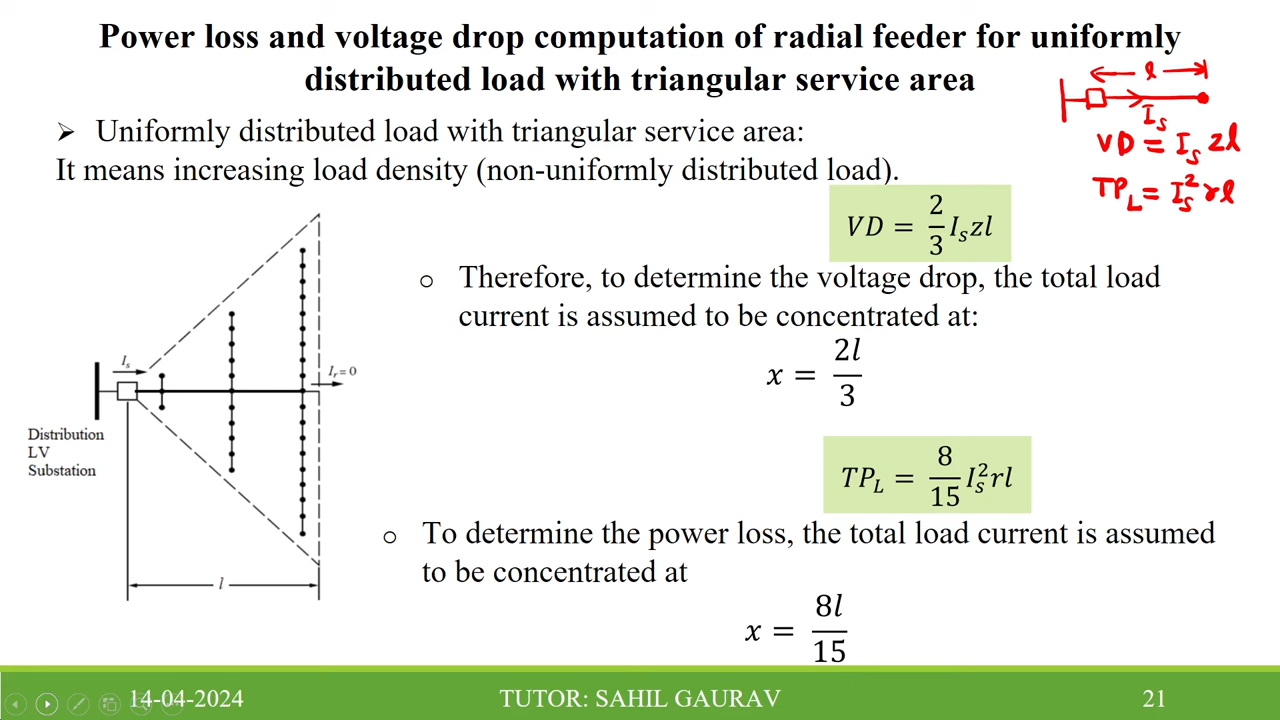 Power loss and voltage drop computation of radial feeder for uniformly
distributed load with triangular service area
l
I_s
VD = I_s zl
TP_L = I_s^2 rl
➤ Uniformly distributed load with triangular service area:
It means increasing load density (non-uniformly distributed load).
VD = 2/3 I_s zl
○ Therefore, to determine the voltage drop, the total load
current is assumed to be concentrated at:
x = 2l/3
I_s
I_r=0
Distribution
LV
Substation
l
TP_L = 8/15 I_s^2 rl
○ To determine the power loss, the total load current is assumed
to be concentrated at
x = 8l/15
14-04-2024
TUTOR: SAHIL GAURAV
21